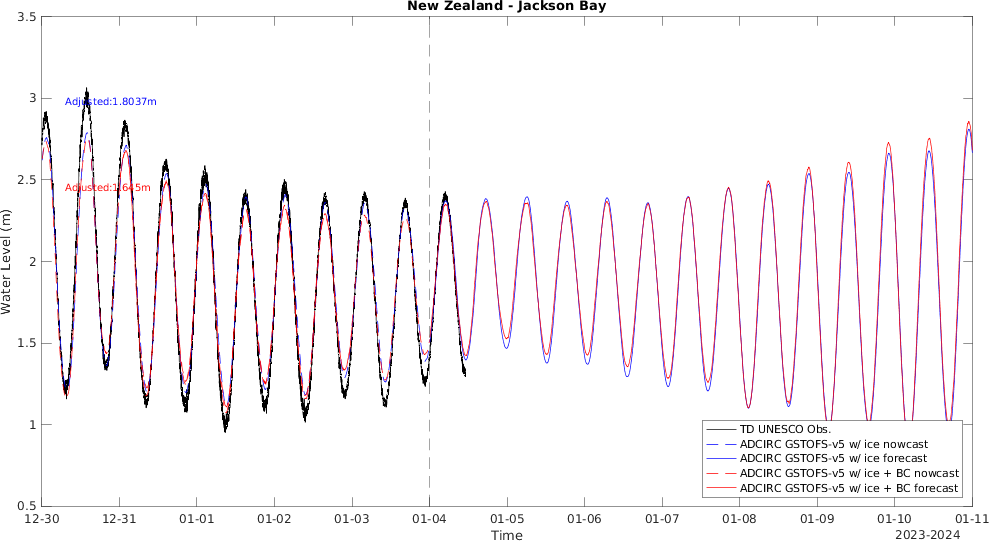 New Zealand - Jackson Bay
Water Level (m)
3.5
3
2.5
2
1.5
1
0.5
Adjusted:1.8037m
Adjusted:1.645m
TD UNESCO Obs.
ADCIRC GSTOFS-v5 w/ ice nowcast
ADCIRC GSTOFS-v5 w/ ice forecast
ADCIRC GSTOFS-v5 w/ ice + BC nowcast
ADCIRC GSTOFS-v5 w/ ice + BC forecast
12-30 12-31 01-01 01-02 01-03 01-04 01-05 01-06 01-07 01-08 01-09 01-10 01-11
Time
2023-2024